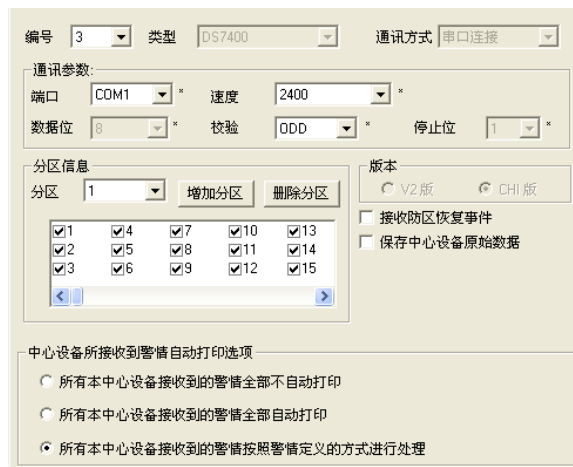 编号 3 类型 DS7400 通讯方式 串口连接
通讯参数:
端口 COM1 * 速度 2400 *
数据位 8 * 校验 ODD * 停止位 1 *
分区信息 版本
分区 1 增加分区 删除分区 V2版 CHI版
接收防区恢复事件
保存中心设备原始数据
1 4 7 10 13
2 5 8 11 14
3 6 9 12 15
中心设备所接收到警情自动打印选项
所有本中心设备接收到的警情全部不自动打印
所有本中心设备接收到的警情全部自动打印
所有本中心设备接收到的警情按照警情定义的方式进行处理